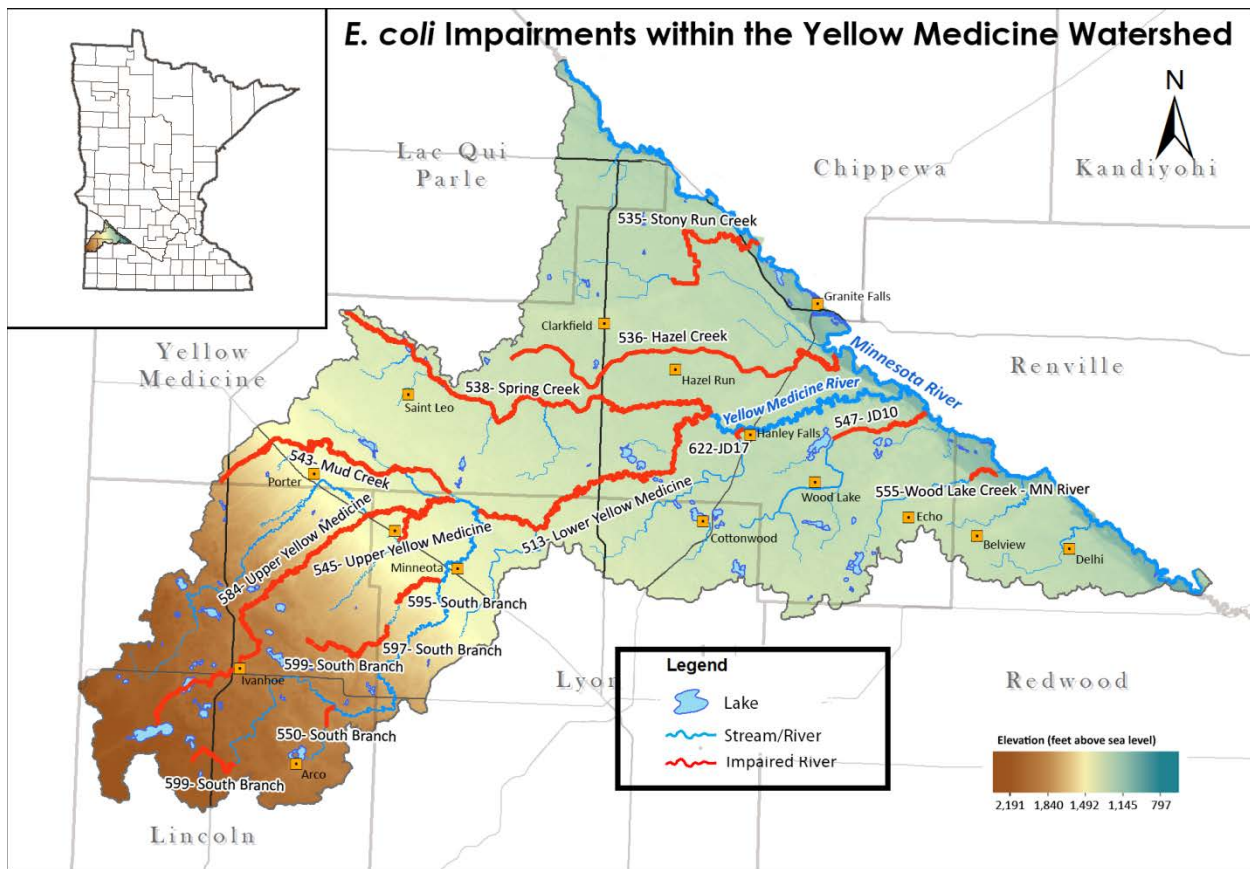 E. coli Impairments within the Yellow Medicine Watershed
N
Lac Qui
Parle
Chippewa
Kandiyohi
535- Stony Run Creek
Granite Falls
Clarkfield
536- Hazel Creek
Minnesota River
Renville
Yellow
Medicine
Hazel Run
538- Spring Creek
Saint Leo
Yellow Medicine River
547- JD10
Hanley Falls
622-JD17
543- Mud Creek
Porter
Wood Lake
555-Wood Lake Creek - MN River
584- Upper Yellow Medicine
545- Upper Yellow Medicine
513- Lower Yellow Medicine
Echo
Cottonwood
Belview
Delhi
Minneota
595- South Branch
597- South Branch
599- South Branch
Ivanhoe
Lyon
Redwood
550- South Branch
Arco
599- South Branch
Lincoln
Legend
Lake
Stream/River
Impaired River
Elevation (feet above sea level)
2,191 1,840 1,492 1,145 797